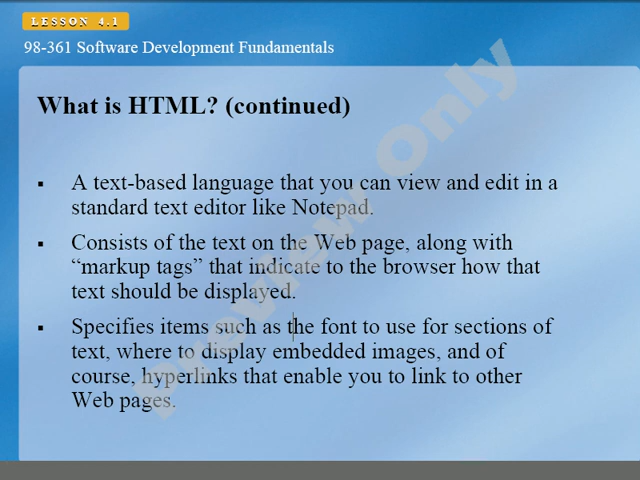 LESSON 4.1
98-361 Software Development Fundamentals
What is HTML? (continued)
▪ A text-based language that you can view and edit in a
standard text editor like Notepad.
▪ Consists of the text on the Web page, along with
“markup tags” that indicate to the browser how that
text should be displayed.
▪ Specifies items such as the font to use for sections of
text, where to display embedded images, and of
course, hyperlinks that enable you to link to other
Web pages.
Preview Only